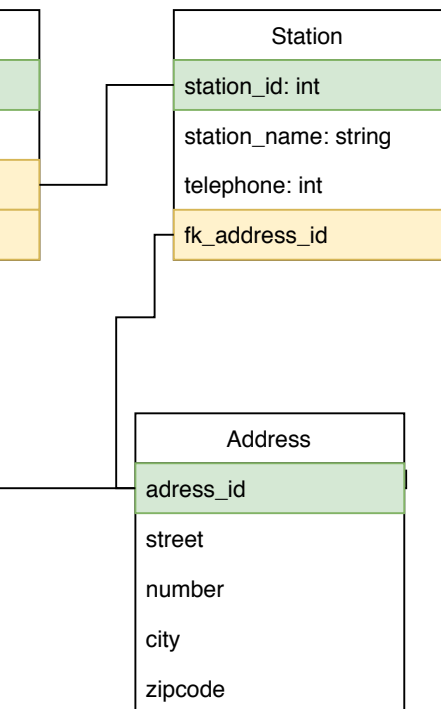 Station
station_id: int
station_name: string
telephone: int
fk_address_id
Address
adress_id
street
number
city
zipcode